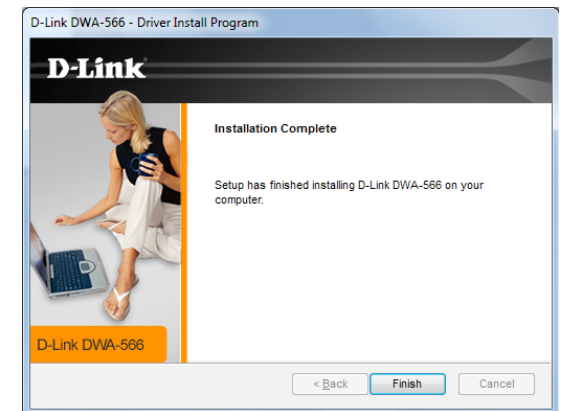 D-Link DWA-566 - Driver Install Program
D-Link
Installation Complete
Setup has finished installing D-Link DWA-566 on your
computer.
D-Link DWA-566
< Back
Finish
Cancel